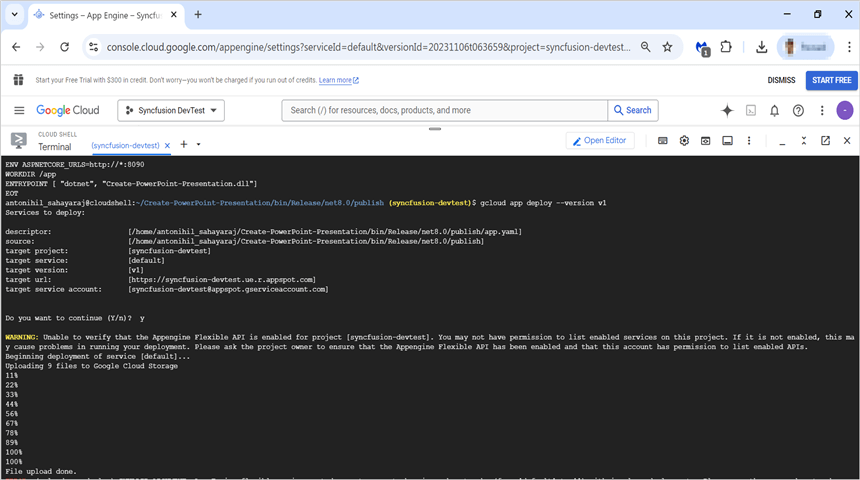 Settings – App Engine – Syncfus
console.cloud.google.com/appengine/settings?serviceId=default&versionId=20231106t063659&project=syncfusion-devtest...
1
Start your Free Trial with $300 in credit. Don't worry—you won't be charged if you run out of credits. Learn more
DISMISS
START FREE
Google Cloud
Syncfusion DevTest
Search (/) for resources, docs, products, and more
Search
CLOUD SHELL
Terminal
(syncfusion-devtest)
Open Editor
ENV ASPNETCORE_URLS=http://*:8090
WORKDIR /app
ENTRYPOINT [ "dotnet", "Create-PowerPoint-Presentation.dll"]
EOT
antonihil_sahayaraj@cloudshell:~/Create-PowerPoint-Presentation/bin/Release/net8.0/publish (syncfusion-devtest)$ gcloud app deploy --version v1
Services to deploy:
descriptor: [/home/antonihil_sahayaraj/Create-PowerPoint-Presentation/bin/Release/net8.0/publish/app.yaml]
source: [/home/antonihil_sahayaraj/Create-PowerPoint-Presentation/bin/Release/net8.0/publish]
target project: [syncfusion-devtest]
target service: [default]
target version: [v1]
target url: [https://syncfusion-devtest.ue.r.appspot.com]
target service account: [syncfusion-devtest@appspot.gserviceaccount.com]
Do you want to continue (Y/n)? y
WARNING: Unable to verify that the Appengine Flexible API is enabled for project [syncfusion-devtest]. You may not have permission to list enabled services on this project. If it is not enabled, this ma
y cause problems in running your deployment. Please ask the project owner to ensure that the Appengine Flexible API has been enabled and that this account has permission to list enabled APIs.
Beginning deployment of service [default]...
Uploading 9 files to Google Cloud Storage
11%
22%
33%
44%
56%
67%
78%
89%
100%
100%
File upload done.